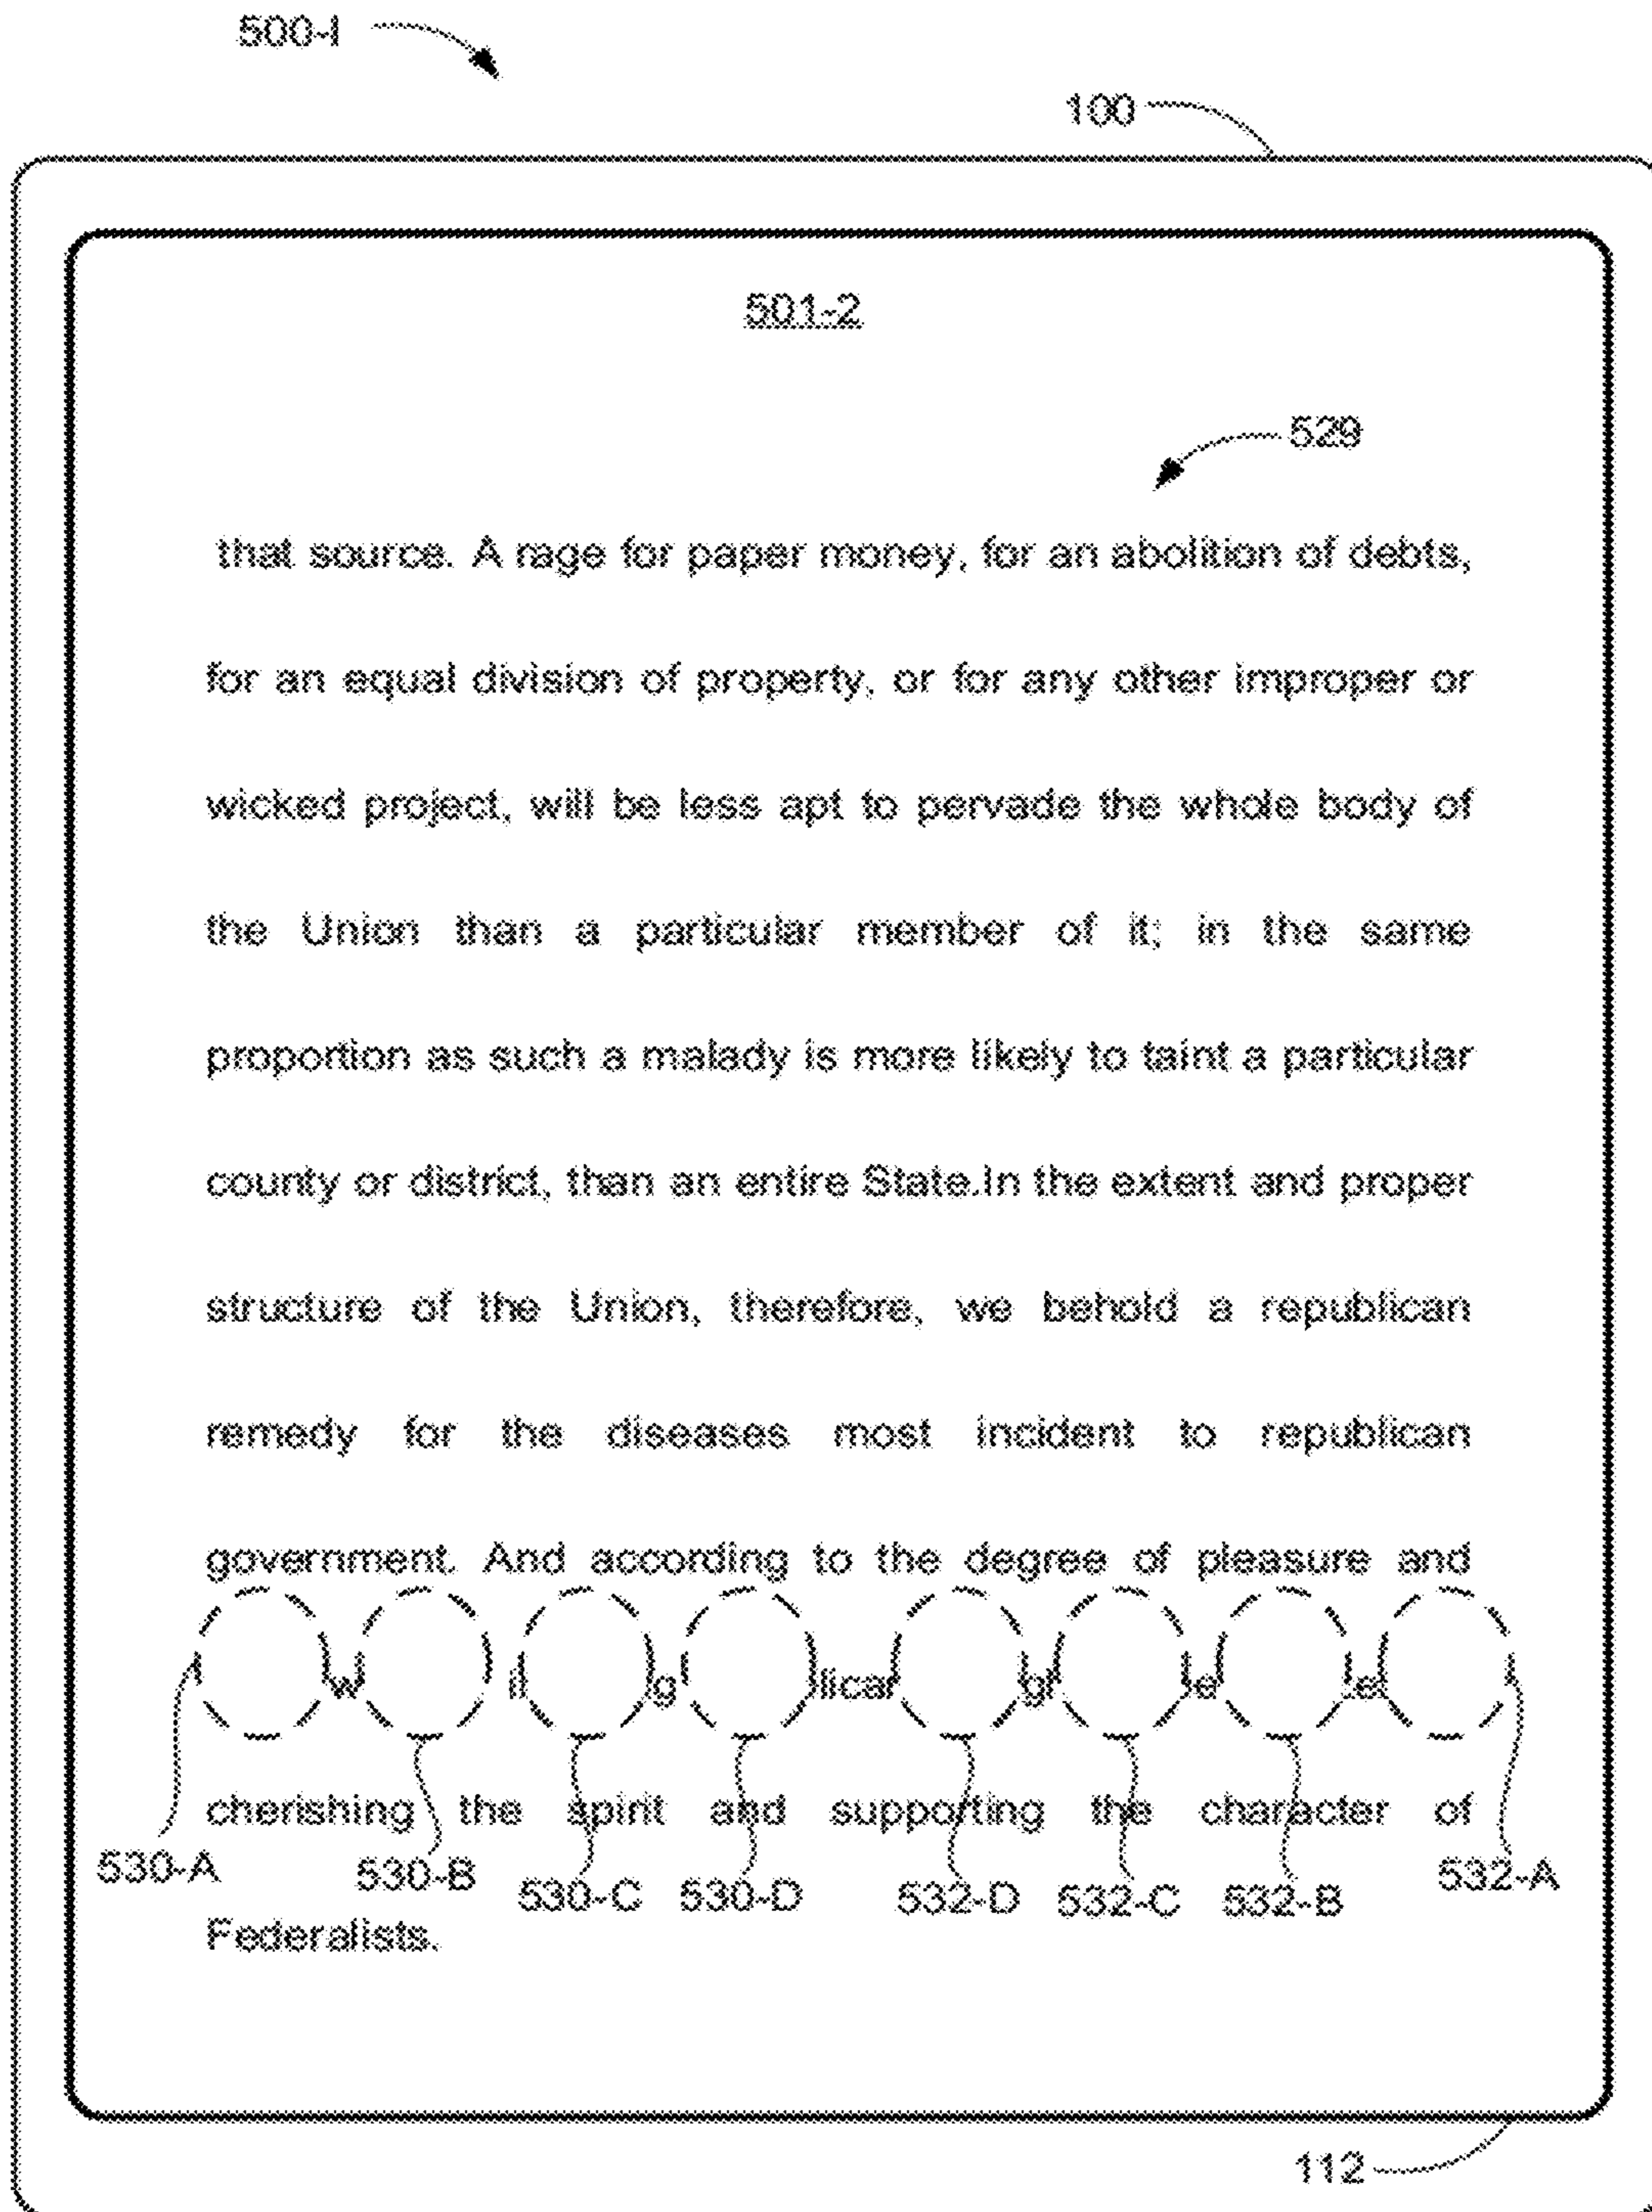 500-I
100
501-2
529
that source. A rage for paper money, for an abolition of debts,
for an equal division of property, or for any other improper or
wicked project, will be less apt to pervade the whole body of
the Union than a particular member of it; in the same
proportion as such a malady is more likely to taint a particular
county or district, than an entire State.In the extent and proper
structure of the Union, therefore, we behold a republican
remedy for the diseases most incident to republican
government. And according to the degree of pleasure and
cherishing the spirit and supporting the character of
530-A 530-B 530-C 530-D 532-D 532-C 532-B 532-A
Federalists.
112